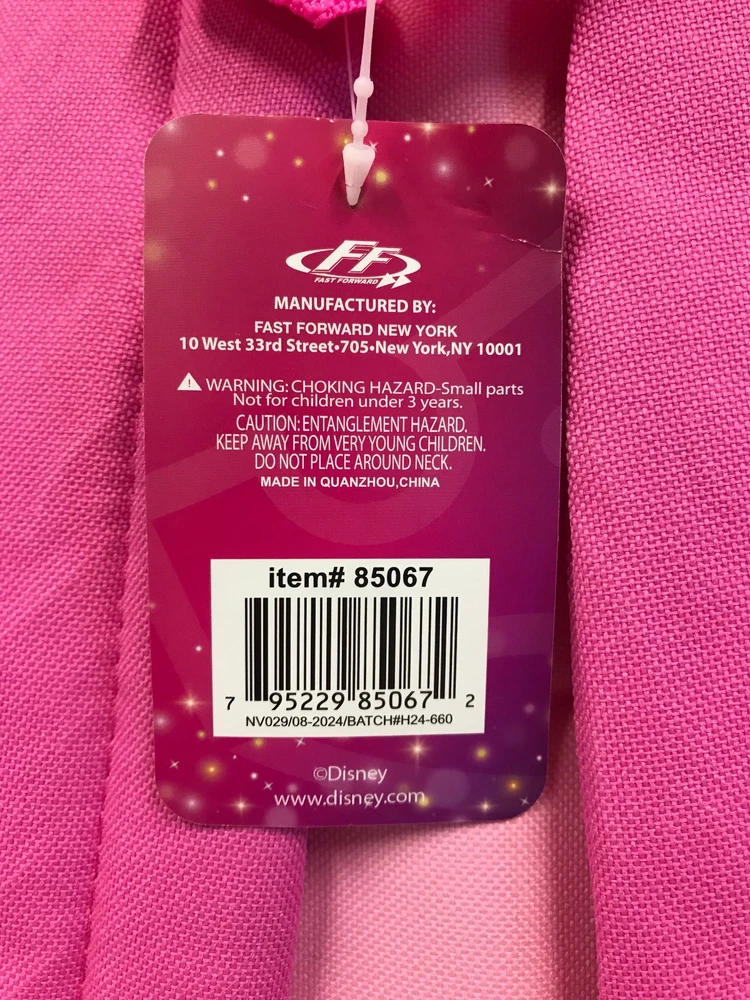 FF
FAST FORWARD
MANUFACTURED BY:
FAST FORWARD NEW YORK
10 West 33rd Street•705•New York,NY 10001
WARNING: CHOKING HAZARD-Small parts
Not for children under 3 years.
CAUTION: ENTANGLEMENT HAZARD.
KEEP AWAY FROM VERY YOUNG CHILDREN.
DO NOT PLACE AROUND NECK.
MADE IN QUANZHOU,CHINA
item# 85067
7 95229 85067 2
NV029/08-2024/BATCH#H24-660
©Disney
www.disney.com